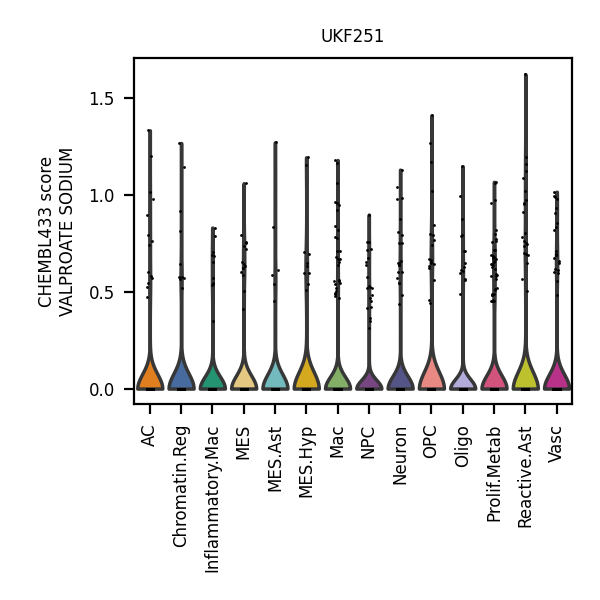 UKF251
CHEMBL433 score
VALPROATE SODIUM
1.5
1.0
0.5
0.0
AC
Chromatin.Reg
Inflammatory.Mac
MES
MES.Ast
MES.Hyp
Mac
NPC
Neuron
OPC
Oligo
Prolif.Metab
Reactive.Ast
Vasc